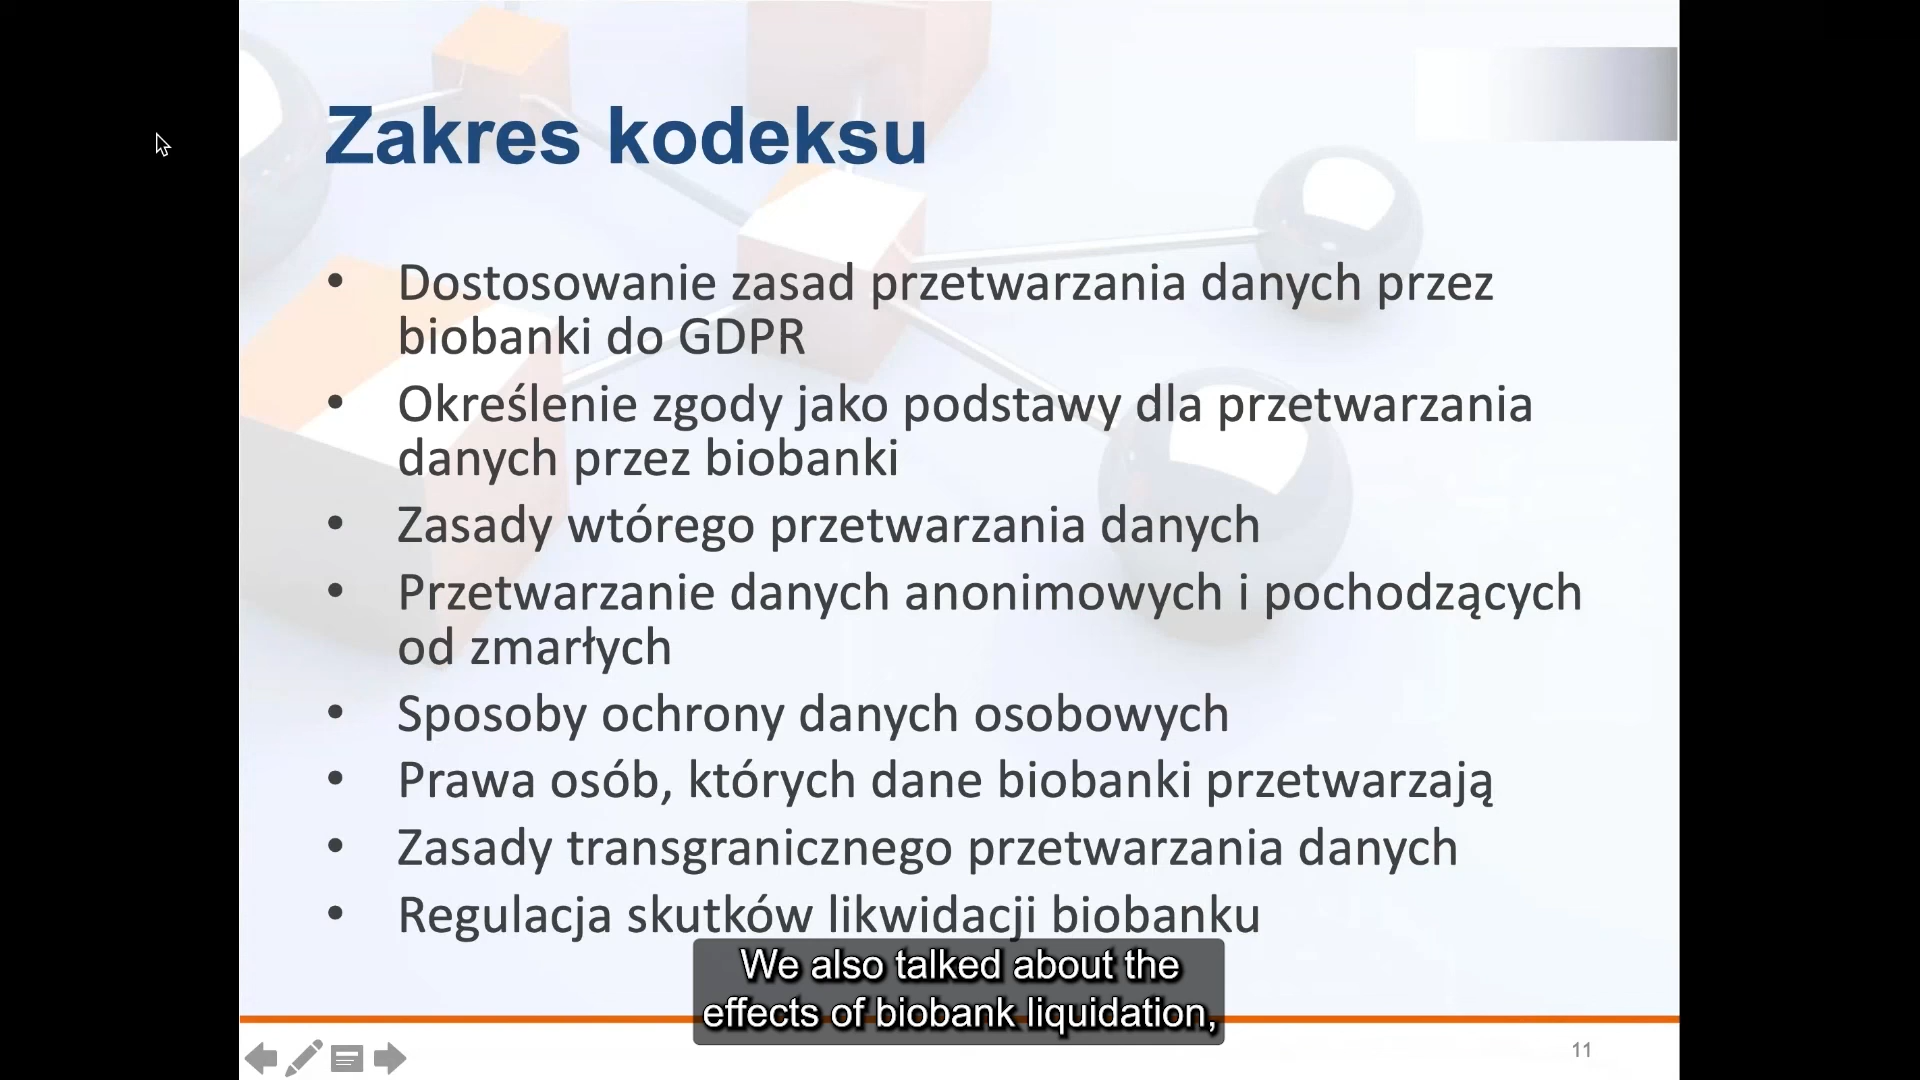 Zakres kodeksu
• Dostosowanie zasad przetwarzania danych przez
biobanki do GDPR
• Określenie zgody jako podstawy dla przetwarzania
danych przez biobanki
• Zasady wtórego przetwarzania danych
• Przetwarzanie danych anonimowych i pochodzących
od zmarłych
• Sposoby ochrony danych osobowych
• Prawa osób, których dane biobanki przetwarzają
• Zasady transgranicznego przetwarzania danych
• Regulacja skutków likwidacji biobanku
We also talked about the
effects of biobank liquidation,
11